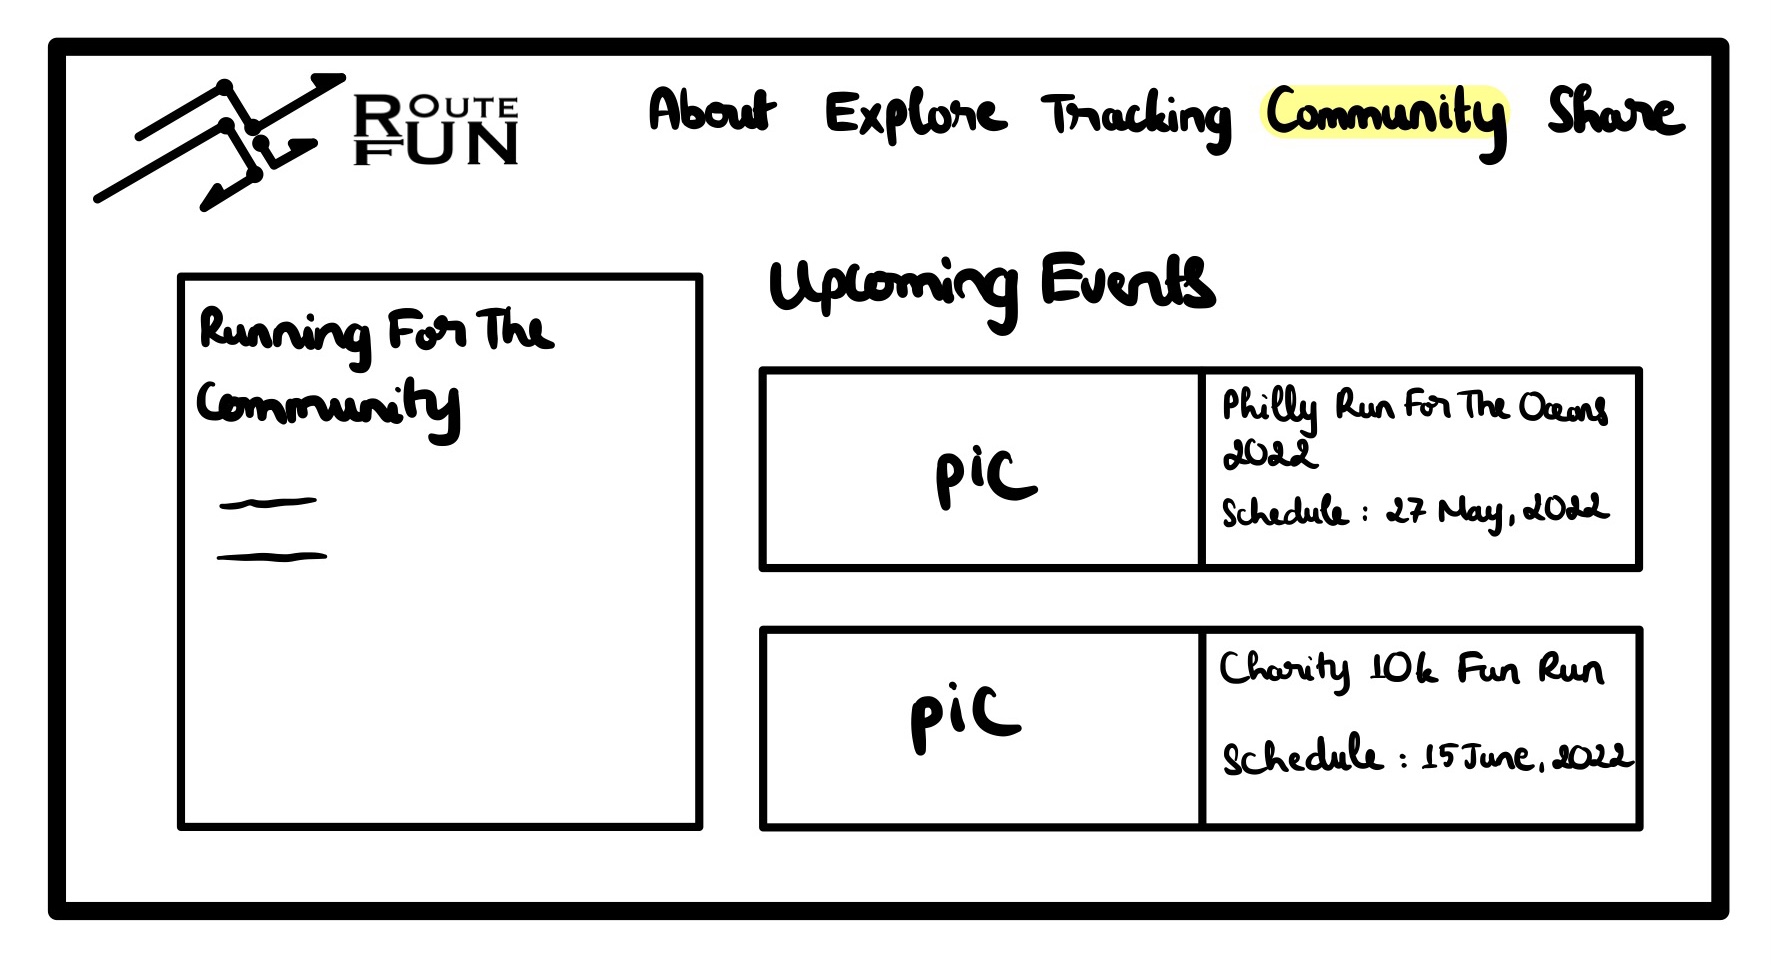 ROUTE
FUN
About Explore Tracking Community Share
Running For The
Community
Upcoming Events
pic
Philly Run For The Oceans
2022
Schedule : 27 May, 2022
pic
Charity 10k Fun Run
Schedule : 15 June, 2022